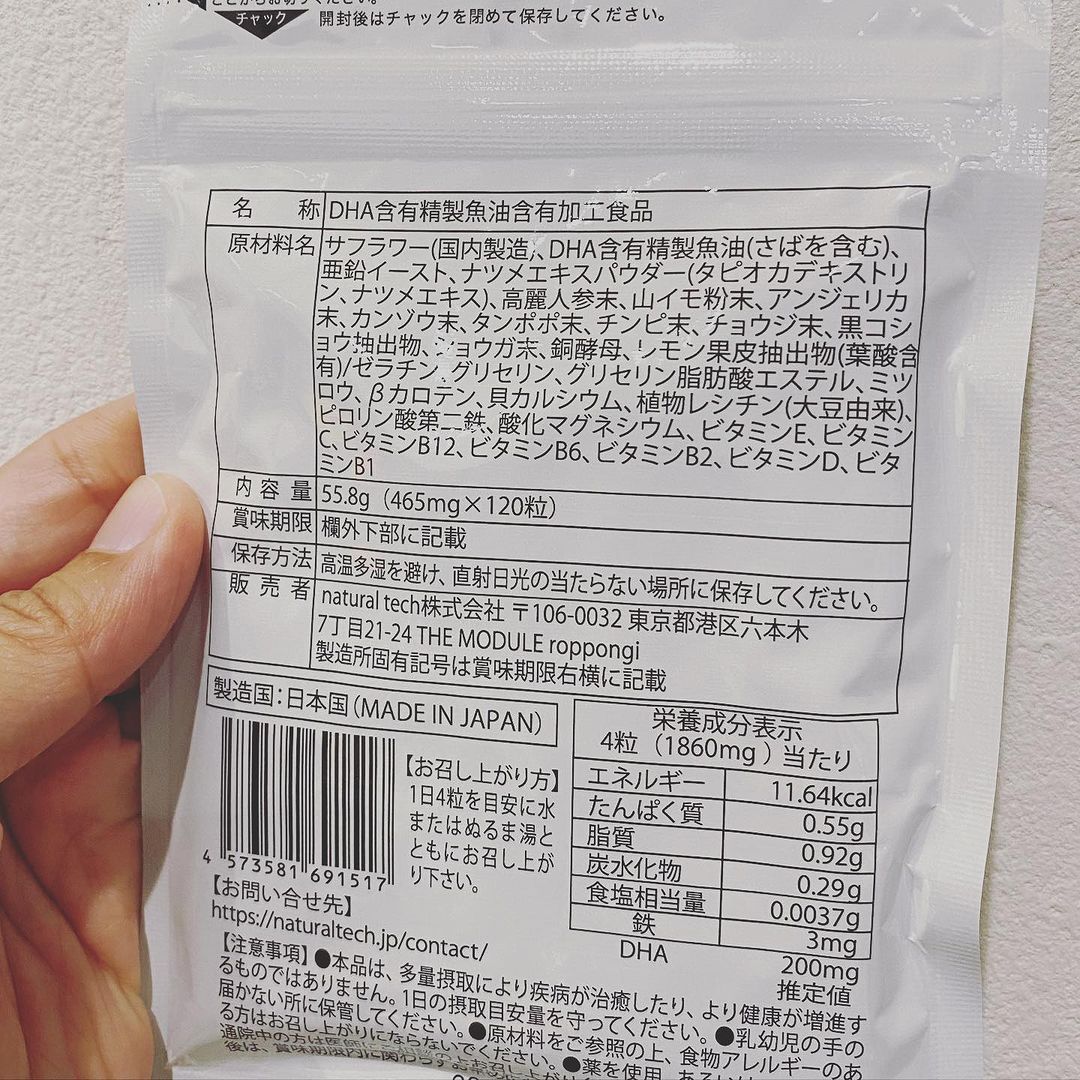 ここからお切りください。
チャック 開封後はチャックを閉めて保存してください。
名 称 DHA含有精製魚油含有加工食品
原材料名 サフラワー(国内製造)、DHA含有精製魚油(さばを含む)、
亜鉛イースト、ナツメエキスパウダー(タピオカデキストリ
ン、ナツメエキス)、高麗人参末、山イモ粉末、アンジェリカ
末、カンゾウ末、タンポポ末、チンピ末、チョウジ末、黒コシ
ョウ抽出物、ショウガ末、銅酵母、レモン果皮抽出物(葉酸含
有)/ゼラチン、グリセリン、グリセリン脂肪酸エステル、ミツ
ロウ、βカロテン、貝カルシウム、植物レシチン(大豆由来)、
ピロリン酸第二鉄、酸化マグネシウム、ビタミンE、ビタミン
C、ビタミンB12、ビタミンB6、ビタミンB2、ビタミンD、ビタ
ミンB1
内容量 55.8g(465mg×120粒)
賞味期限 欄外下部に記載
保存方法 高温多湿を避け、直射日光の当たらない場所に保存してください。
販売者 natural tech株式会社 〒106-0032 東京都港区六本木
7丁目21-24 THE MODULE roppongi
製造所固有記号は賞味期限右横に記載
製造国:日本国(MADE IN JAPAN)
4 573581 691517
【お召し上がり方】
1日4粒を目安に水
またはぬるま湯と
ともにお召し上が
り下さい。
栄養成分表示
4粒(1860mg)当たり
エネルギー 11.64kcal
たんぱく質 0.55g
脂質 0.92g
炭水化物 0.29g
食塩相当量 0.0037g
鉄 3mg
DHA 200mg
推定値
【お問い合せ先】
https://naturaltech.jp/contact/
【注意事項】●本品は、多量摂取により疾病が治癒したり、より健康が増進す
るものではありません。1日の摂取目安量を守ってください。●乳幼児の手の
届かない所に保管してください。●原材料をご参照の上、食物アレルギーのあ
る方はお召し上がりにならないでください。●薬を使用
通院中の方は医師
後は、賞味期限内に関わらず